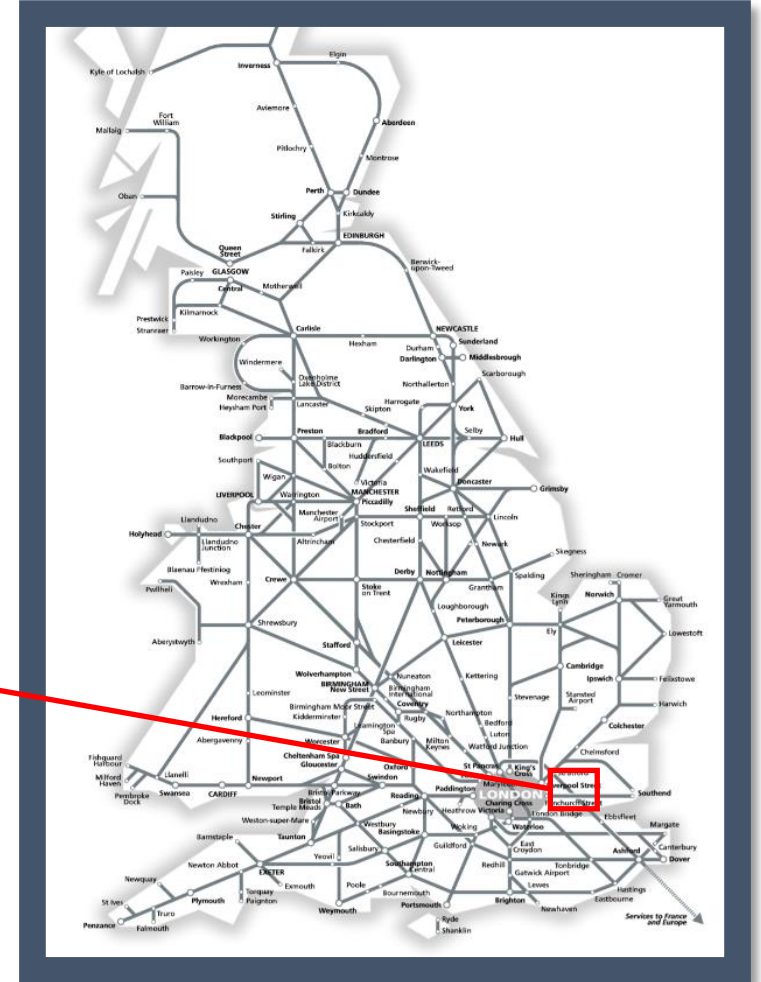 Elgin
Inverness
Kyle of Lochalsh
Aviemore
Fort
William
Mallaig
Aberdeen
Pitlochry
Montrose
Perth
Dundee
Oban
Stirling
Kirkcaldy
EDINBURGH
Queen
Street
Falkirk
Berwick-
upon-Tweed
Paisley
GLASGOW
Central
Motherwell
Prestwick
Kilmarnock
Stranraer
Carlisle
NEWCASTLE
Workington
Hexham
Sunderland
Durham
Darlington
Middlesbrough
Windermere
Oxenholme
Lake District
Scarborough
Barrow-in-Furness
Northallerton
Morecambe
Heysham Port
Lancaster
Harrogate
Skipton
York
Blackpool
Preston
Bradford
LEEDS
Selby
Hull
Blackburn
Southport
Bolton
Huddersfield
Wakefield
Wigan
Victoria
MANCHESTER
Piccadilly
Doncaster
Grimsby
LIVERPOOL
Warrington
Manchester
Airport
Sheffield
Retford
Lincoln
Llandudno
Chester
Stockport
Worksop
Holyhead
Llandudno
Junction
Altrincham
Chesterfield
Newark
Skegness
Blaenau Ffestiniog
Pwllheli
Wrexham
Crewe
Stoke
on Trent
Derby
Nottingham
Grantham
Spalding
Sheringham
Cromer
Kings
Lynn
Norwich
Great
Yarmouth
Loughborough
Shrewsbury
Peterborough
Ely
Lowestoft
Aberystwyth
Stafford
Leicester
Wolverhampton
BIRMINGHAM
New Street
Nuneaton
Birmingham
International
Kettering
Cambridge
Ipswich
Felixstowe
Leominster
Birmingham Moor Street
Coventry
Stevenage
Stansted
Airport
Harwich
Kidderminster
Rugby
Northampton
Hereford
Leamington
Spa
Bedford
Colchester
Abergavenny
Worcester
Banbury
Milton
Keynes
Luton
Watford Junction
Chelmsford
Fishguard
Harbour
Cheltenham Spa
Gloucester
Oxford
St Pancras
King's
Cross
Milford
Haven
Llanelli
Newport
Swindon
Liverpool Street
Pembroke
Dock
Swansea
CARDIFF
Bristol Parkway
Reading
Paddington
LONDON
Southend
Bristol
Temple Meads
Bath
Newbury
Heathrow
Victoria
Charing Cross
Fenchurch Street
London Bridge
Ebbsfleet
Weston-super-Mare
Westbury
Basingstoke
Woking
Waterloo
Margate
Barnstaple
Taunton
Salisbury
Guildford
East
Croydon
Canterbury
Newton Abbot
Yeovil
Southampton
Central
Redhill
Tonbridge
Ashford
Dover
EXETER
Gatwick Airport
Newquay
Exmouth
Poole
Lewes
Hastings
St Ives
Plymouth
Torquay
Paignton
Bournemouth
Portsmouth
Brighton
Eastbourne
Truro
Weymouth
Newhaven
Penzance
Falmouth
Ryde
Shanklin
Services to France
and Europe